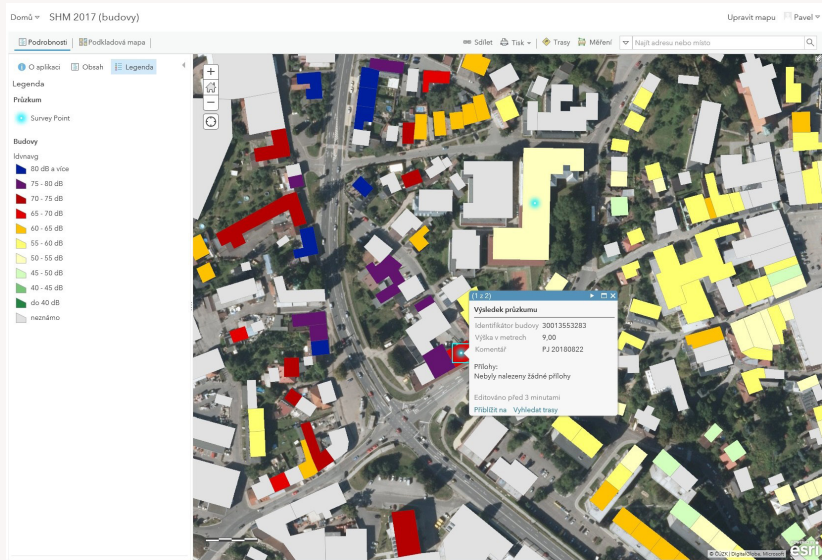 Domů SHM 2017 (budovy) Upravit mapu Pavel
Podrobnosti Podkladová mapa Sdílet Tisk Trasy Měření Najít adresu nebo místo
O aplikaci Obsah Legenda
Legenda
Průzkum
Survey Point
Budovy
ldvnavg
80 dB a více
75 - 80 dB
70 - 75 dB
65 - 70 dB
60 - 65 dB
55 - 60 dB
50 - 55 dB
45 - 50 dB
40 - 45 dB
do 40 dB
neznámo
(1 z 2)
Výsledek průzkumu
Identifikátor budovy 30013553283
Výška v metrech 9,00
Komentář PJ 20180822
Přílohy:
Nebyly nalezeny žádné přílohy
Editováno před 3 minutami
Přiblížit na Vyhledat trasy
© ČÚZK | DigitalGlobe, Microsoft esri